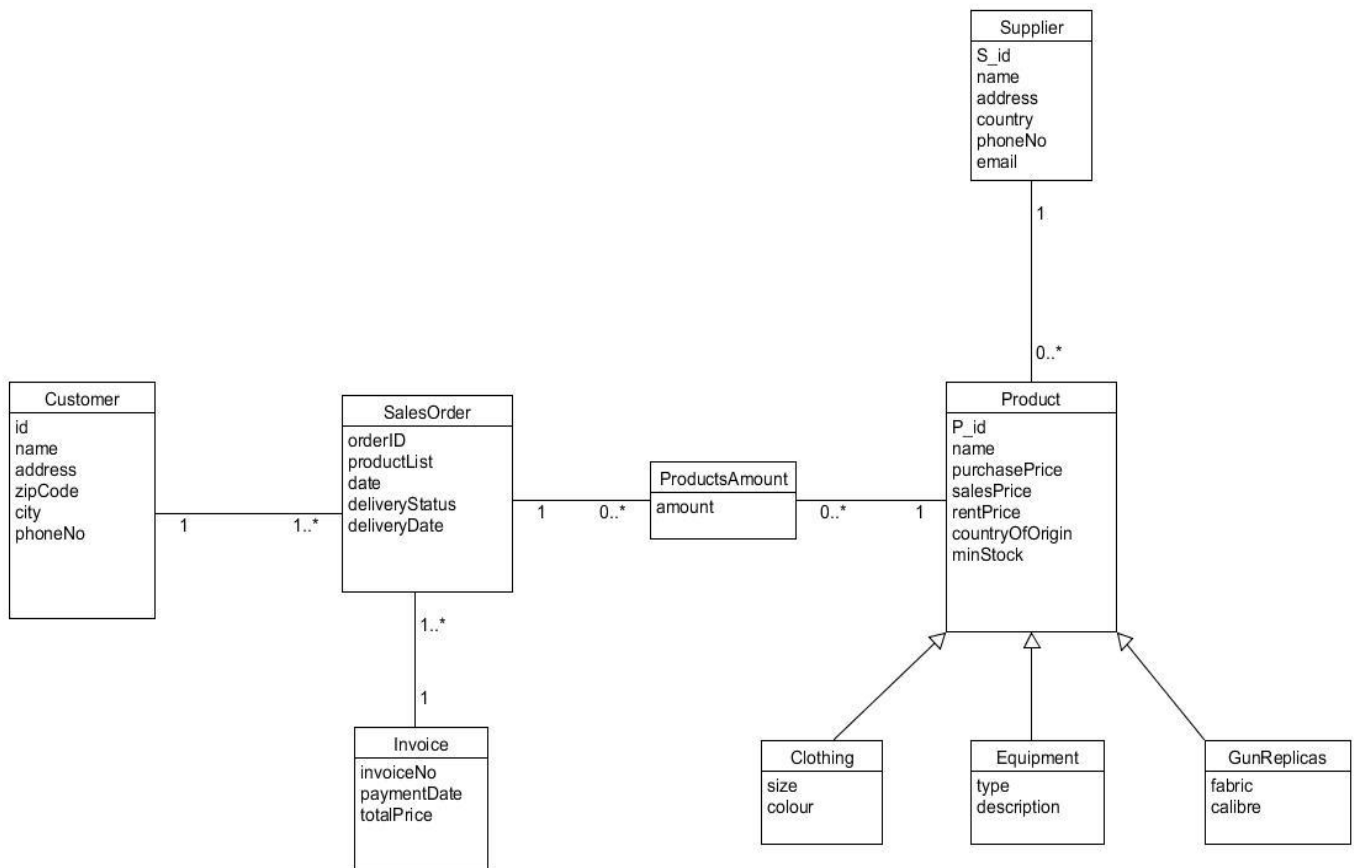 Supplier
S_id
name
address
country
phoneNo
email
1
0..*
Customer
id
name
address
zipCode
city
phoneNo
1
1..*
SalesOrder
orderID
productList
date
deliveryStatus
deliveryDate
1
0..*
ProductsAmount
amount
0..*
1
Product
P_id
name
purchasePrice
salesPrice
rentPrice
countryOfOrigin
minStock
1..*
1
Invoice
invoiceNo
paymentDate
totalPrice
Clothing
size
colour
Equipment
type
description
GunReplicas
fabric
calibre